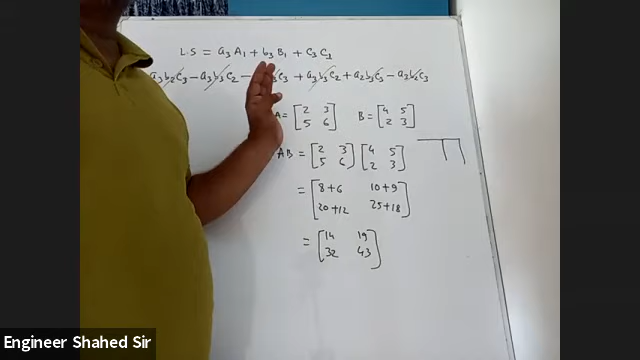 L.S = a₃A₁ + b₃B₁ + C₃C₁
a₃b₂c₃ − a₃b₃c₂ − ₃c₃ + a₃b₃c₂ + a₂b₃c₃ − a₂b₂c₃
A = [2 3; 5 6] B = [4 5; 2 3]
AB = [2 3; 5 6] [4 5; 2 3]
= [8+6 10+9; 20+12 25+18]
= [14 19; 32 43]
Engineer Shahed Sir